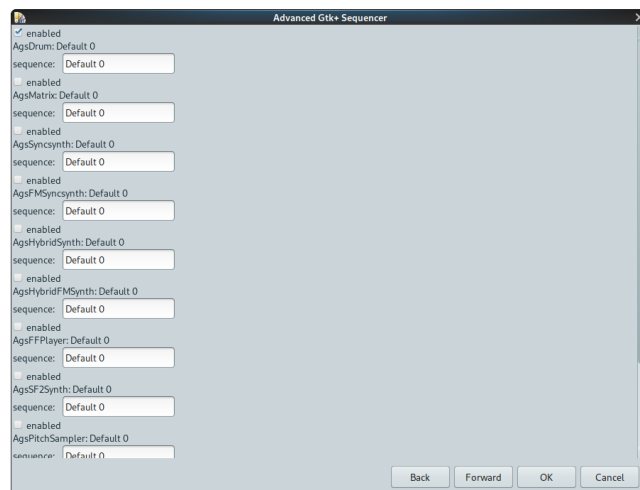 Advanced Gtk+ Sequencer
enabled
AgsDrum: Default 0
sequence: Default 0
enabled
AgsMatrix: Default 0
sequence: Default 0
enabled
AgsSyncsynth: Default 0
sequence: Default 0
enabled
AgsFMSyncsynth: Default 0
sequence: Default 0
enabled
AgsHybridSynth: Default 0
sequence: Default 0
enabled
AgsHybridFMSynth: Default 0
sequence: Default 0
enabled
AgsFFPlayer: Default 0
sequence: Default 0
enabled
AgsSF2Synth: Default 0
sequence: Default 0
enabled
AgsPitchSampler: Default 0
sequence: Default 0
Back Forward OK Cancel